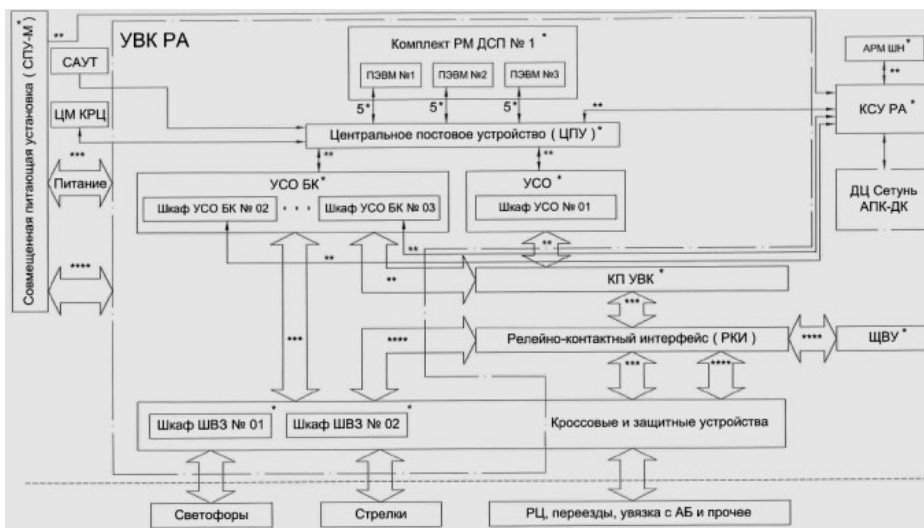 Совмещенная питающая установка ( СПУ-М )*
**
УВК РА
САУТ
ЦМ КРЦ
***
Питание
****
Комплект РМ ДСП № 1 *
ПЭВМ №1
ПЭВМ №2
ПЭВМ №3
5*
5*
5*
**
Центральное постовое устройство ( ЦПУ )*
**
**
АРМ ШН *
**
КСУ РА *
ДЦ Сетунь
АПК-ДК
УСО БК*
Шкаф УСО БК № 02
. . .
Шкаф УСО БК № 03
УСО *
Шкаф УСО № 01
**
**
**
**
КП УВК *
***
***
****
Релейно-контактный интерфейс ( РКИ )
****
ЩВУ *
***
****
Шкаф ШВЗ № 01 *
Шкаф ШВЗ № 02 *
Кроссовые и защитные устройства
Светофоры
Стрелки
РЦ, переезды, увязка с АБ и прочее